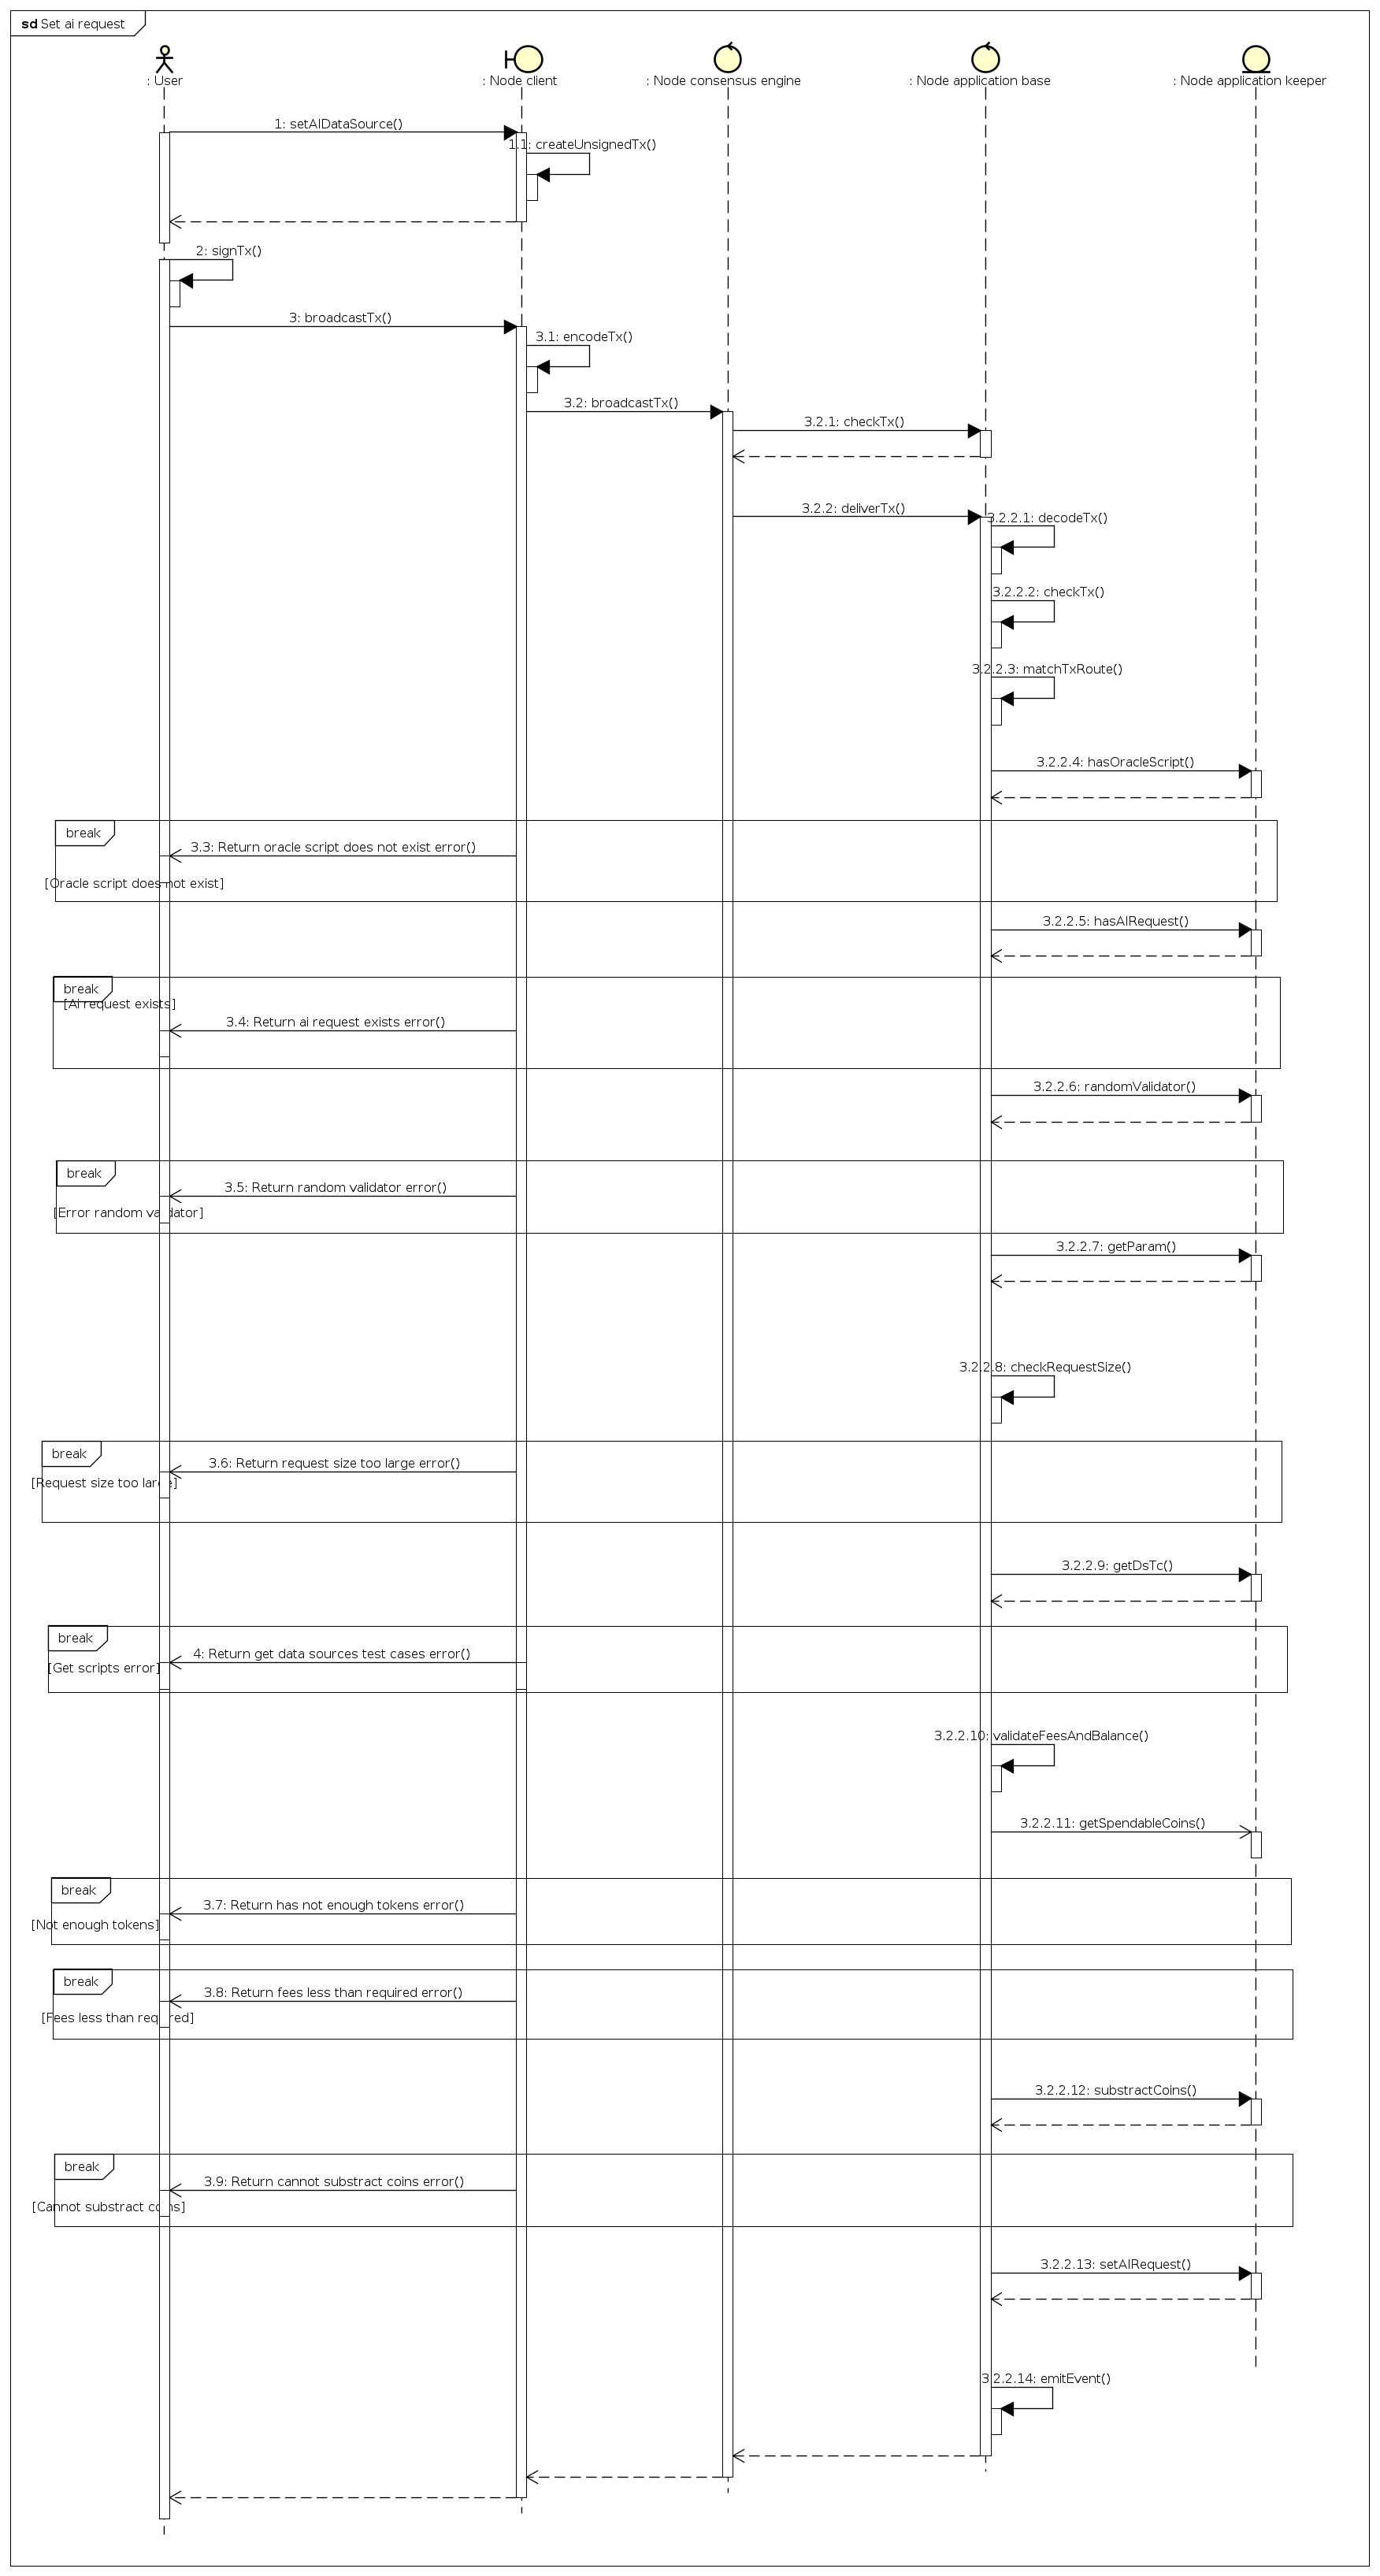 sd Set ai request
: User
: Node client
: Node consensus engine
: Node application base
: Node application keeper
1: setAIDataSource()
1.1: createUnsignedTx()
2: signTx()
3: broadcastTx()
3.1: encodeTx()
3.2: broadcastTx()
3.2.1: checkTx()
3.2.2: deliverTx()
3.2.2.1: decodeTx()
3.2.2.2: checkTx()
3.2.2.3: matchTxRoute()
3.2.2.4: hasOracleScript()
break
3.3: Return oracle script does not exist error()
[Oracle script does not exist]
3.2.2.5: hasAIRequest()
break
[Ai request exists]
3.4: Return ai request exists error()
3.2.2.6: randomValidator()
break
3.5: Return random validator error()
[Error random validator]
3.2.2.7: getParam()
3.2.2.8: checkRequestSize()
break
3.6: Return request size too large error()
[Request size too large]
3.2.2.9: getDsTc()
break
4: Return get data sources test cases error()
[Get scripts error]
3.2.2.10: validateFeesAndBalance()
3.2.2.11: getSpendableCoins()
break
3.7: Return has not enough tokens error()
[Not enough tokens]
break
3.8: Return fees less than required error()
[Fees less than required]
3.2.2.12: substractCoins()
break
3.9: Return cannot substract coins error()
[Cannot substract coins]
3.2.2.13: setAIRequest()
3.2.2.14: emitEvent()